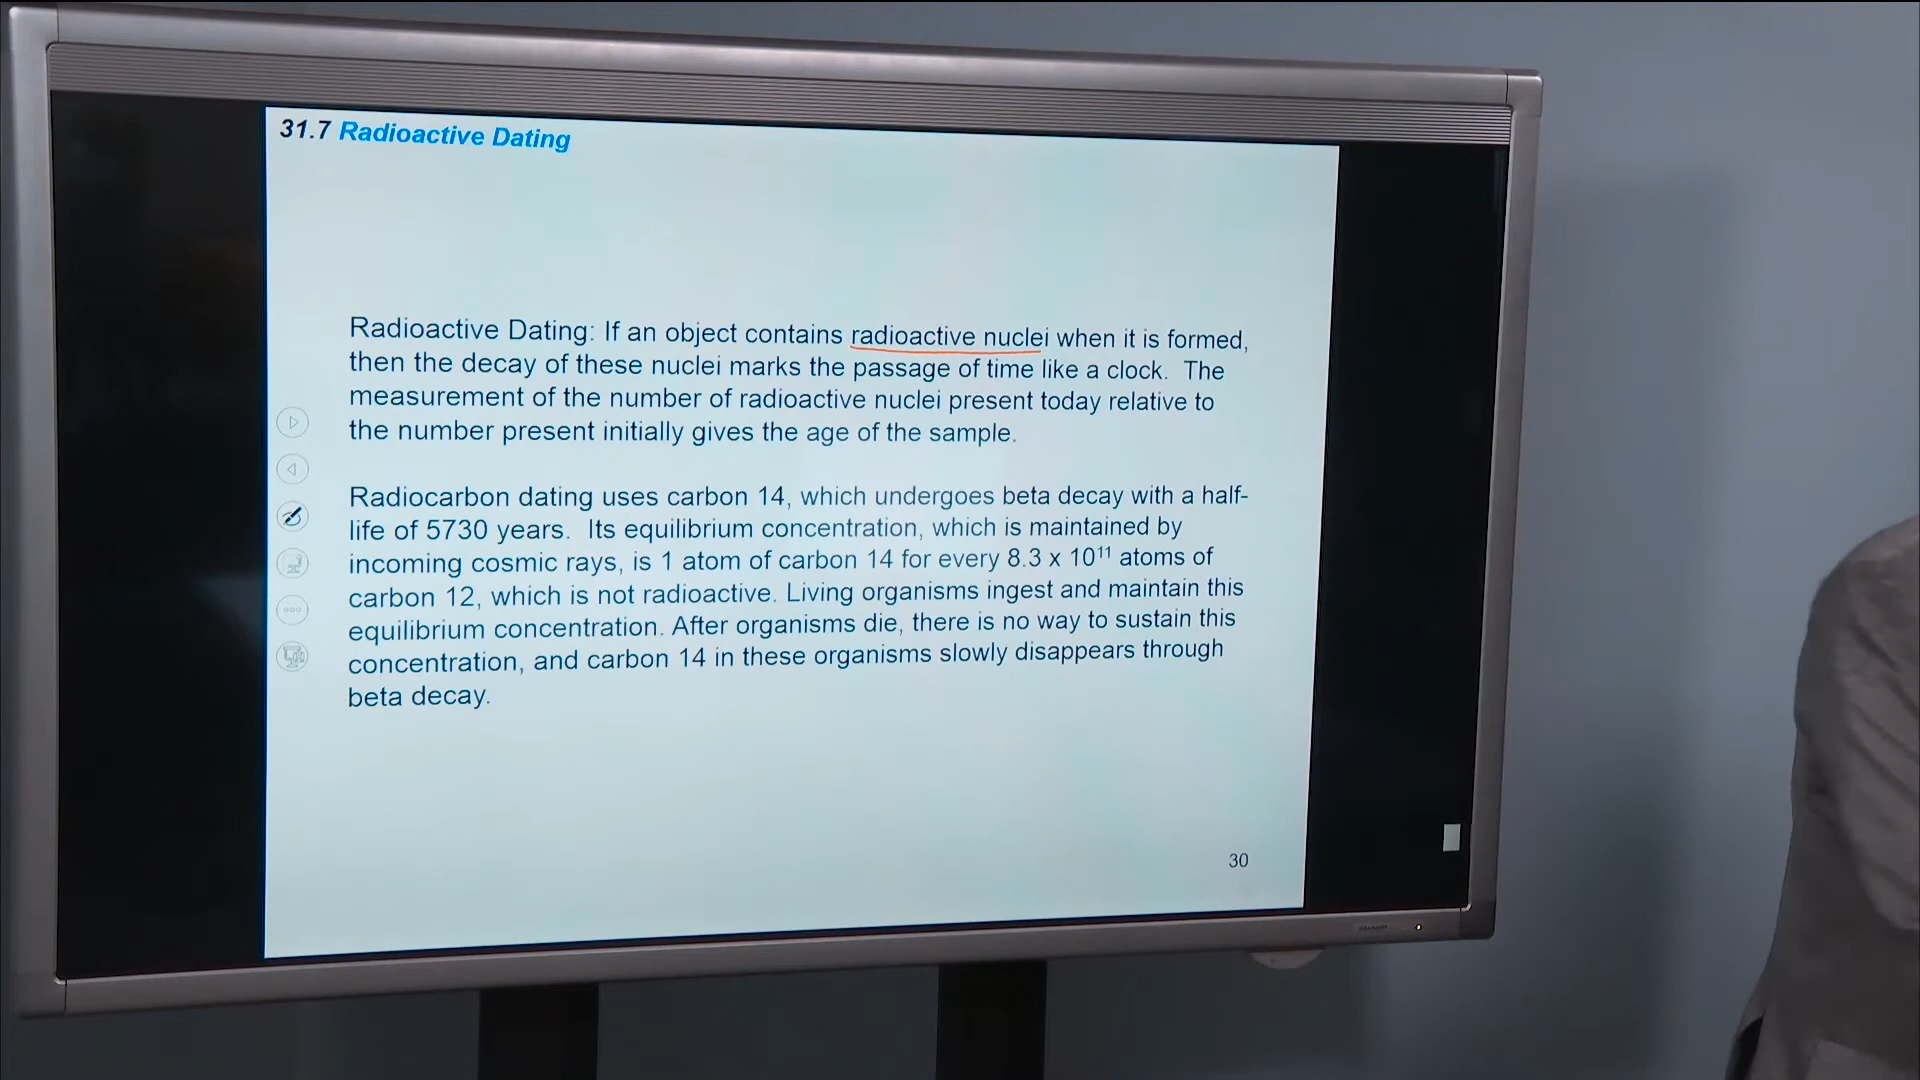 31.7 Radioactive Dating
Radioactive Dating: If an object contains radioactive nuclei when it is formed,
then the decay of these nuclei marks the passage of time like a clock. The
measurement of the number of radioactive nuclei present today relative to
the number present initially gives the age of the sample.
Radiocarbon dating uses carbon 14, which undergoes beta decay with a half-
life of 5730 years. Its equilibrium concentration, which is maintained by
incoming cosmic rays, is 1 atom of carbon 14 for every 8.3 x 10¹¹ atoms of
carbon 12, which is not radioactive. Living organisms ingest and maintain this
equilibrium concentration. After organisms die, there is no way to sustain this
concentration, and carbon 14 in these organisms slowly disappears through
beta decay.
30